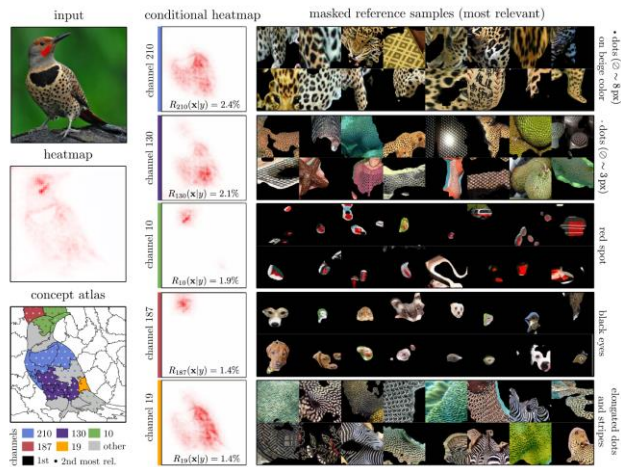 input
conditional heatmap
masked reference samples (most relevant)
channel 210
R210(x|y) = 2.4%
• dots (∅ ~ 8 px)
on beige color
heatmap
channel 130
R130(x|y) = 2.1%
· dots (∅ ~ 3 px)
channel 10
R10(x|y) = 1.9%
red spot
concept atlas
channel 187
R187(x|y) = 1.4%
black eyes
channel 19
R19(x|y) = 1.4%
elongated dots
and stripes
channels
210 130 10
187 19 other
1st • 2nd most rel.